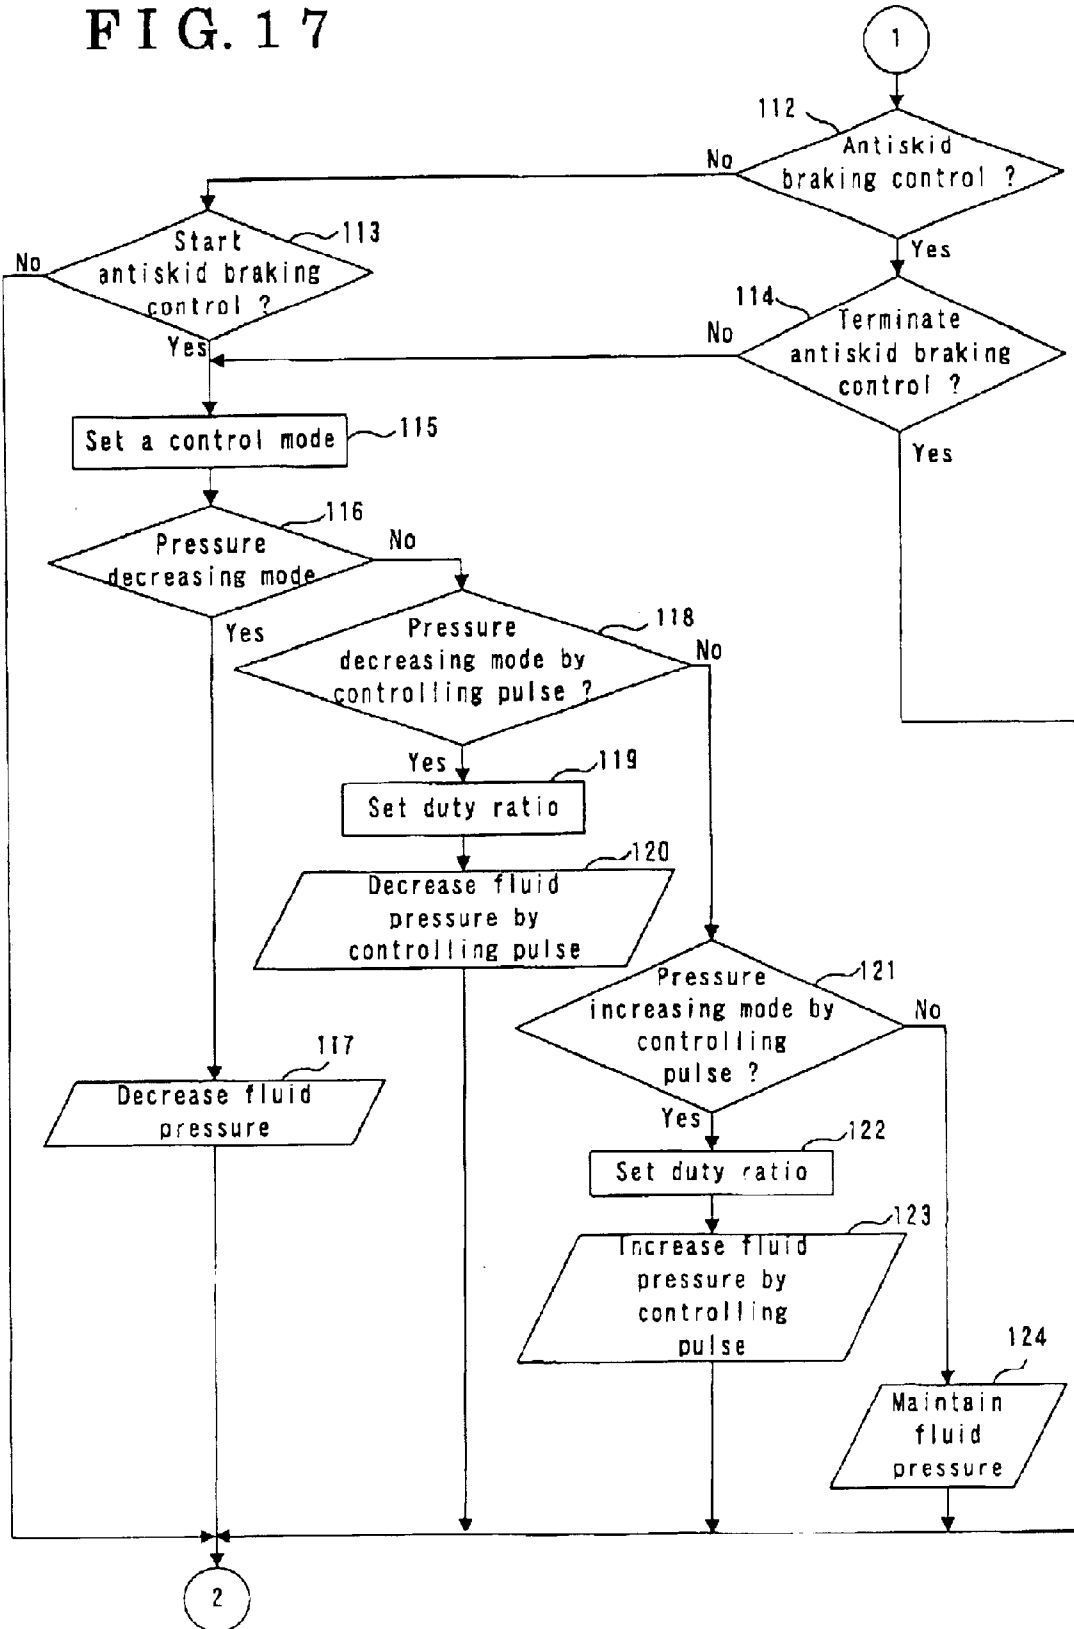 FIG. 17
1
112
Antiskid
braking control ?
No
Yes
113
Start
antiskid braking
control ?
No
Yes
114
Terminate
antiskid braking
control ?
No
Yes
Set a control mode
115
116
Pressure
decreasing mode
No
Yes
118
Pressure
decreasing mode by
controlling pulse ?
No
Yes
119
Set duty ratio
120
Decrease fluid
pressure by
controlling pulse
121
Pressure
increasing mode by
controlling
pulse ?
No
Yes
117
Decrease fluid
pressure
122
Set duty ratio
123
Increase fluid
pressure by
controlling
pulse
124
Maintain
fluid
pressure
2